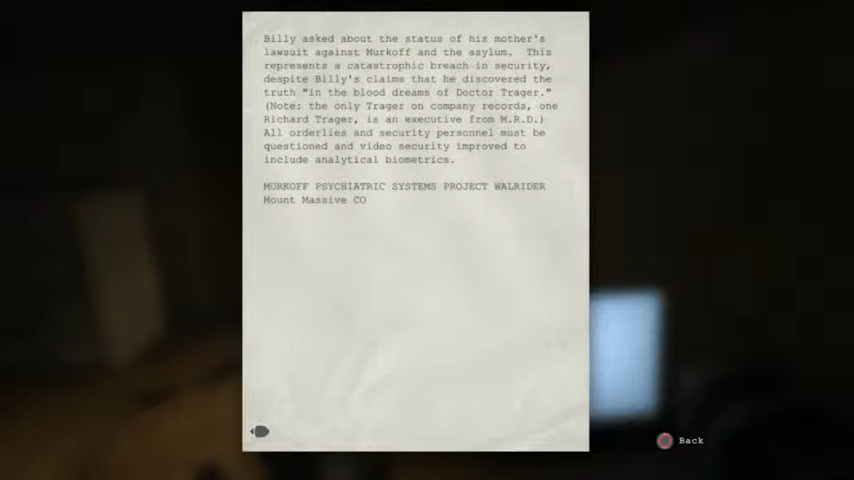 Billy asked about the status of his mother's
lawsuit against Murkoff and the asylum.  This
represents a catastrophic breach in security,
despite Billy's claims that he discovered the
truth "in the blood dreams of Doctor Trager."
(Note: the only Trager on company records, one
Richard Trager, is an executive from M.R.D.)
All orderlies and security personnel must be
questioned and video security improved to
include analytical biometrics.
MURKOFF PSYCHIATRIC SYSTEMS PROJECT WALRIDER
Mount Massive CO
Back